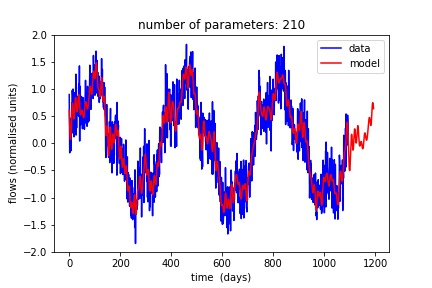 number of parameters: 210
2.0
1.5
1.0
0.5
0.0
−0.5
−1.0
−1.5
−2.0
flows (normalised units)
data
model
0 200 400 600 800 1000 1200
time (days)